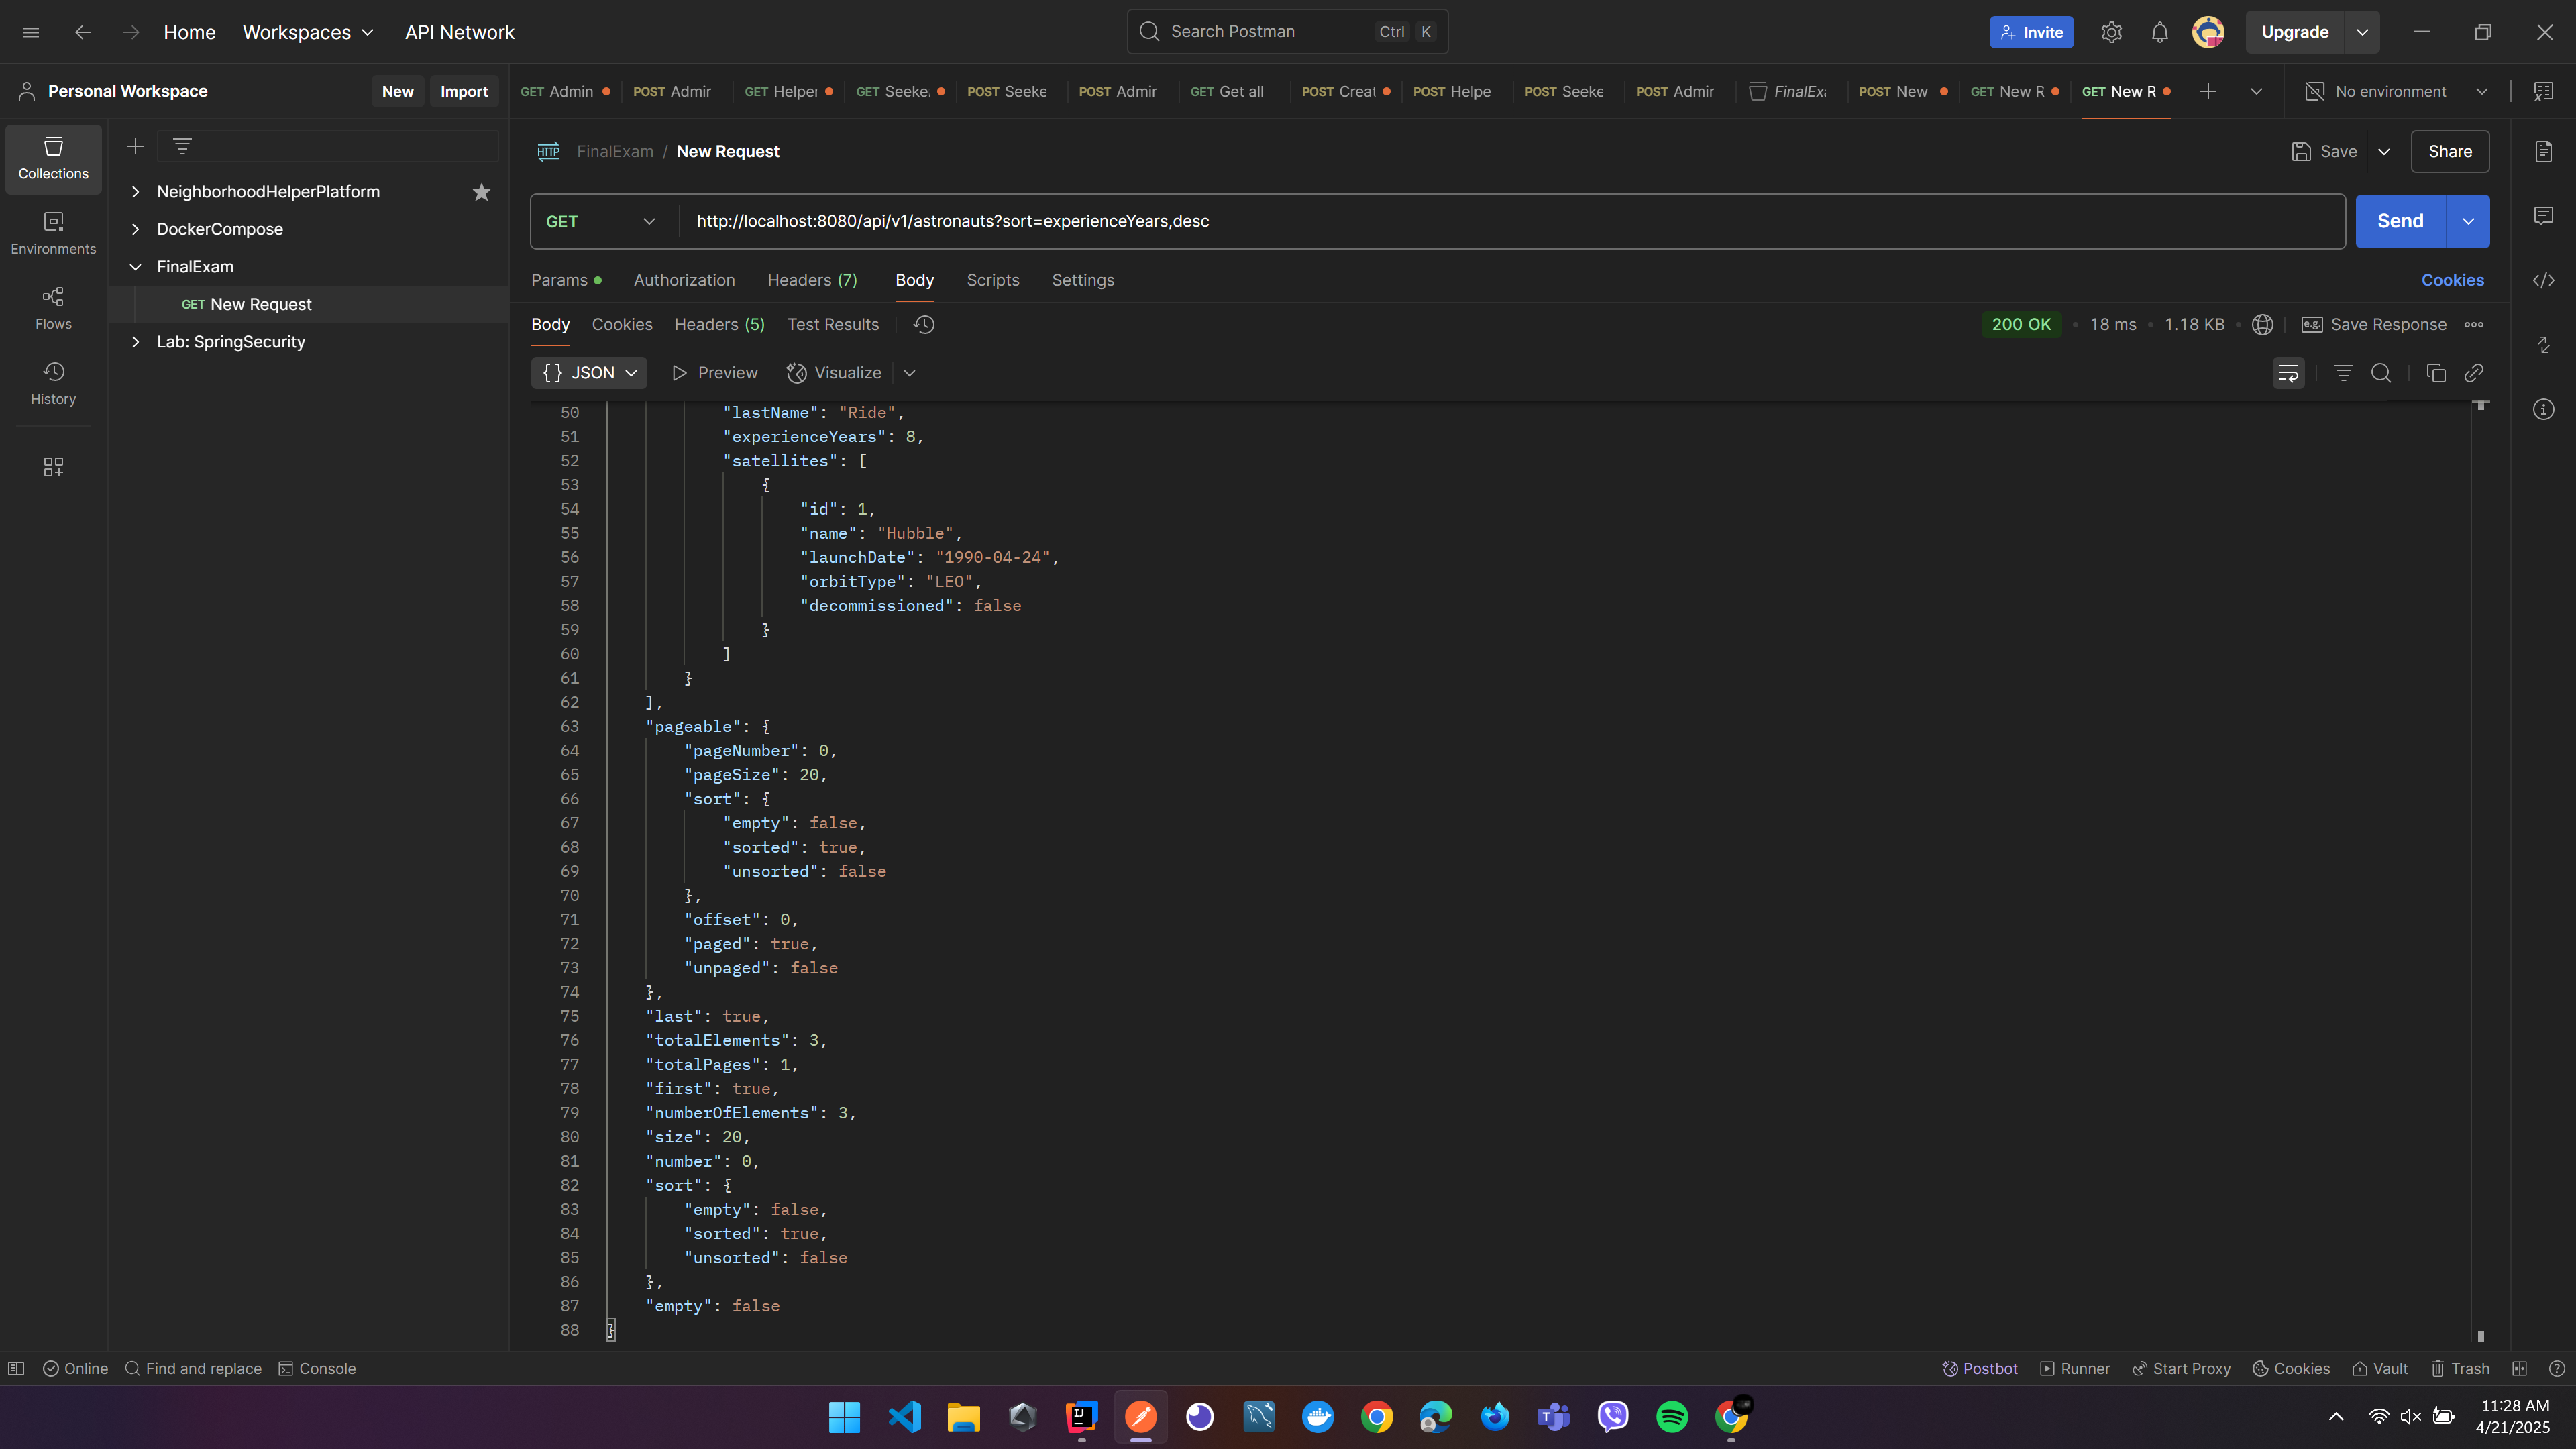 Home Workspaces API Network
Search Postman Ctrl K
Invite Upgrade
Personal Workspace New Import
GET Admin POST Admir GET Helper GET Seeke. POST Seeke POST Admir GET Get all POST Creat POST Helpe POST Seeke POST Admir FinalEx POST New GET New R GET New R No environment
Collections
Environments
Flows
History
NeighborhoodHelperPlatform
DockerCompose
FinalExam
GET New Request
Lab: SpringSecurity
HTTP FinalExam / New Request Save Share
GET http://localhost:8080/api/v1/astronauts?sort=experienceYears,desc Send
Params Authorization Headers (7) Body Scripts Settings Cookies
Body Cookies Headers (5) Test Results 200 OK 18 ms 1.18 KB e.g. Save Response
{} JSON Preview Visualize
50 "lastName": "Ride",
51 "experienceYears": 8,
52 "satellites": [
53 {
54 "id": 1,
55 "name": "Hubble",
56 "launchDate": "1990-04-24",
57 "orbitType": "LEO",
58 "decommissioned": false
59 }
60 ]
61 }
62 ],
63 "pageable": {
64 "pageNumber": 0,
65 "pageSize": 20,
66 "sort": {
67 "empty": false,
68 "sorted": true,
69 "unsorted": false
70 },
71 "offset": 0,
72 "paged": true,
73 "unpaged": false
74 },
75 "last": true,
76 "totalElements": 3,
77 "totalPages": 1,
78 "first": true,
79 "numberOfElements": 3,
80 "size": 20,
81 "number": 0,
82 "sort": {
83 "empty": false,
84 "sorted": true,
85 "unsorted": false
86 },
87 "empty": false
88 }
Online Find and replace Console Postbot Runner Start Proxy Cookies Vault Trash
11:28 AM
4/21/2025